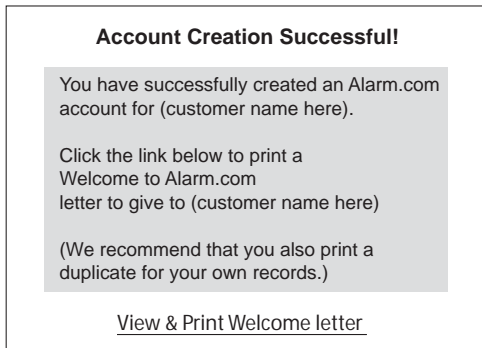 Account Creation Successful!
You have successfully created an Alarm.com
account for (customer name here).
Click the link below to print a
Welcome to Alarm.com
letter to give to (customer name here)
(We recommend that you also print a
duplicate for your own records.)
View & Print Welcome letter